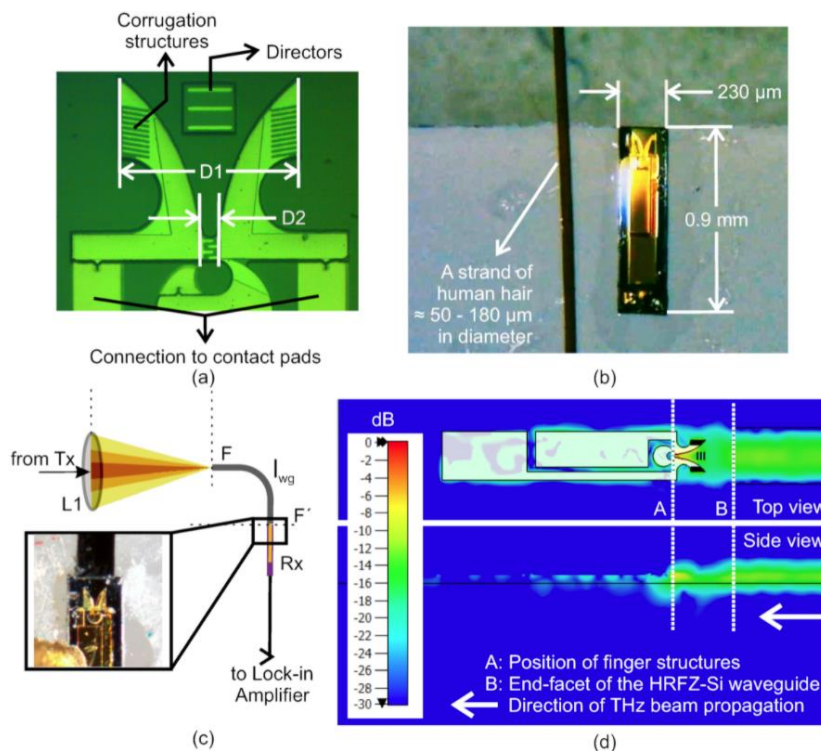 Corrugation
structures
Directors
D1
D2
Connection to contact pads
(a)
230 µm
0.9 mm
A strand of
human hair
≈ 50 - 180 µm
in diameter
(b)
from Tx
L1
F
l_wg
F´
Rx
to Lock-in
Amplifier
(c)
dB
0
-2
-4
-6
-8
-10
-12
-14
-16
-18
-20
-22
-24
-26
-28
-30
A
B
Top view
Side view
A: Position of finger structures
B: End-facet of the HRFZ-Si waveguide
Direction of THz beam propagation
(d)